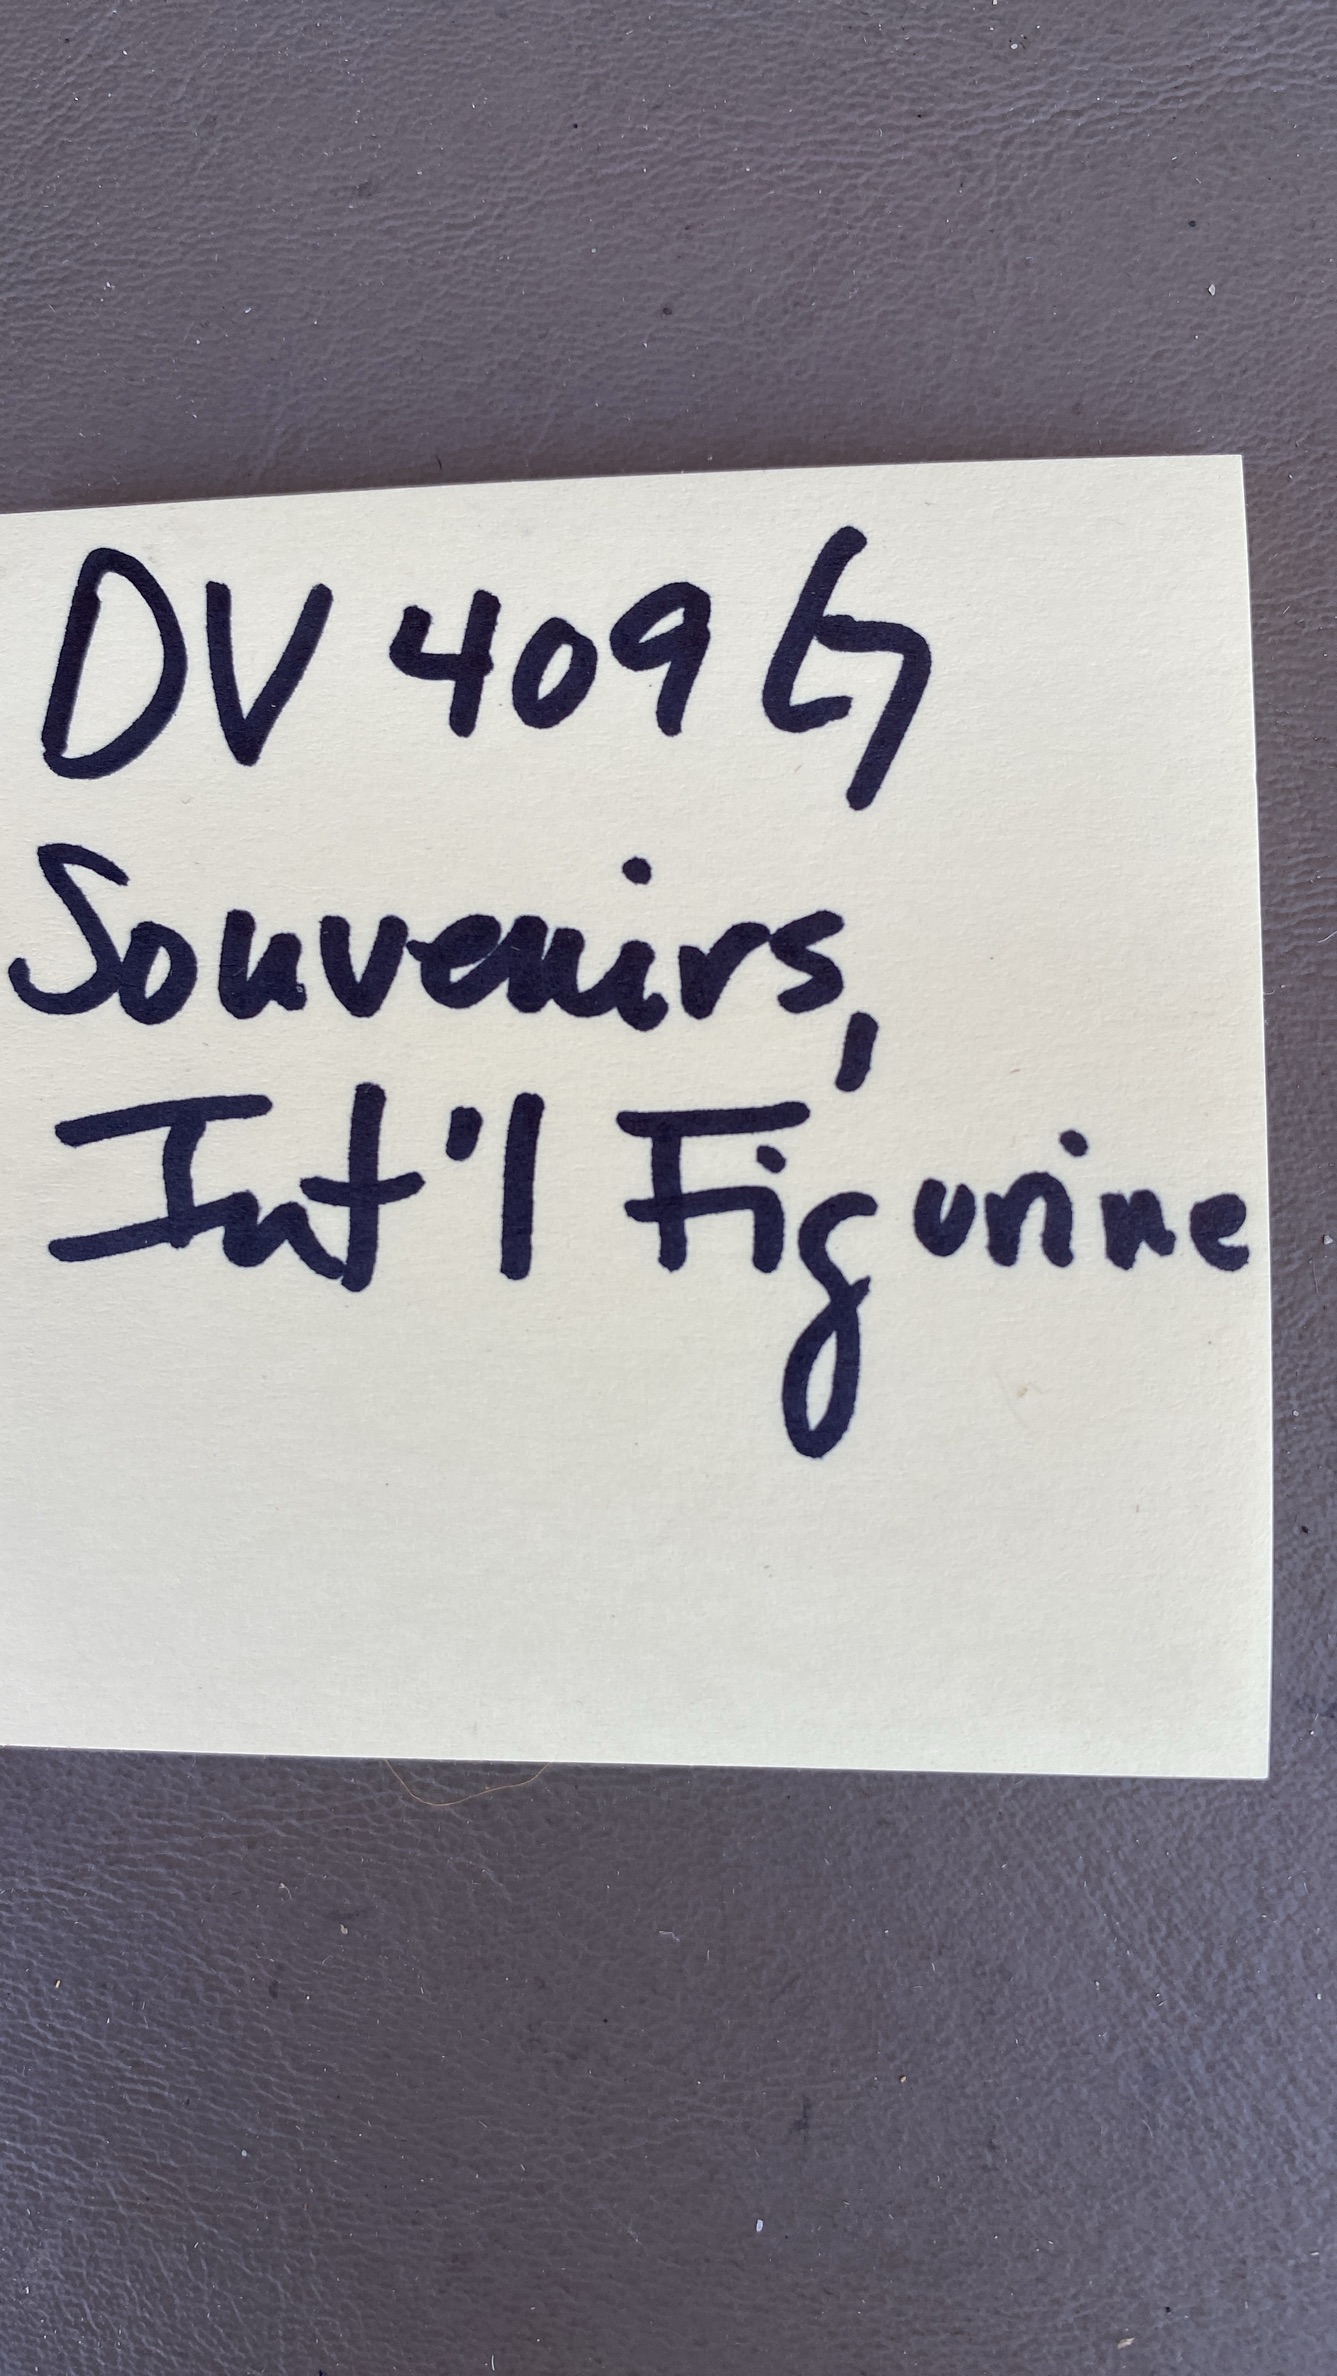 DV 409 G
Souvenirs,
Int'l Figurine